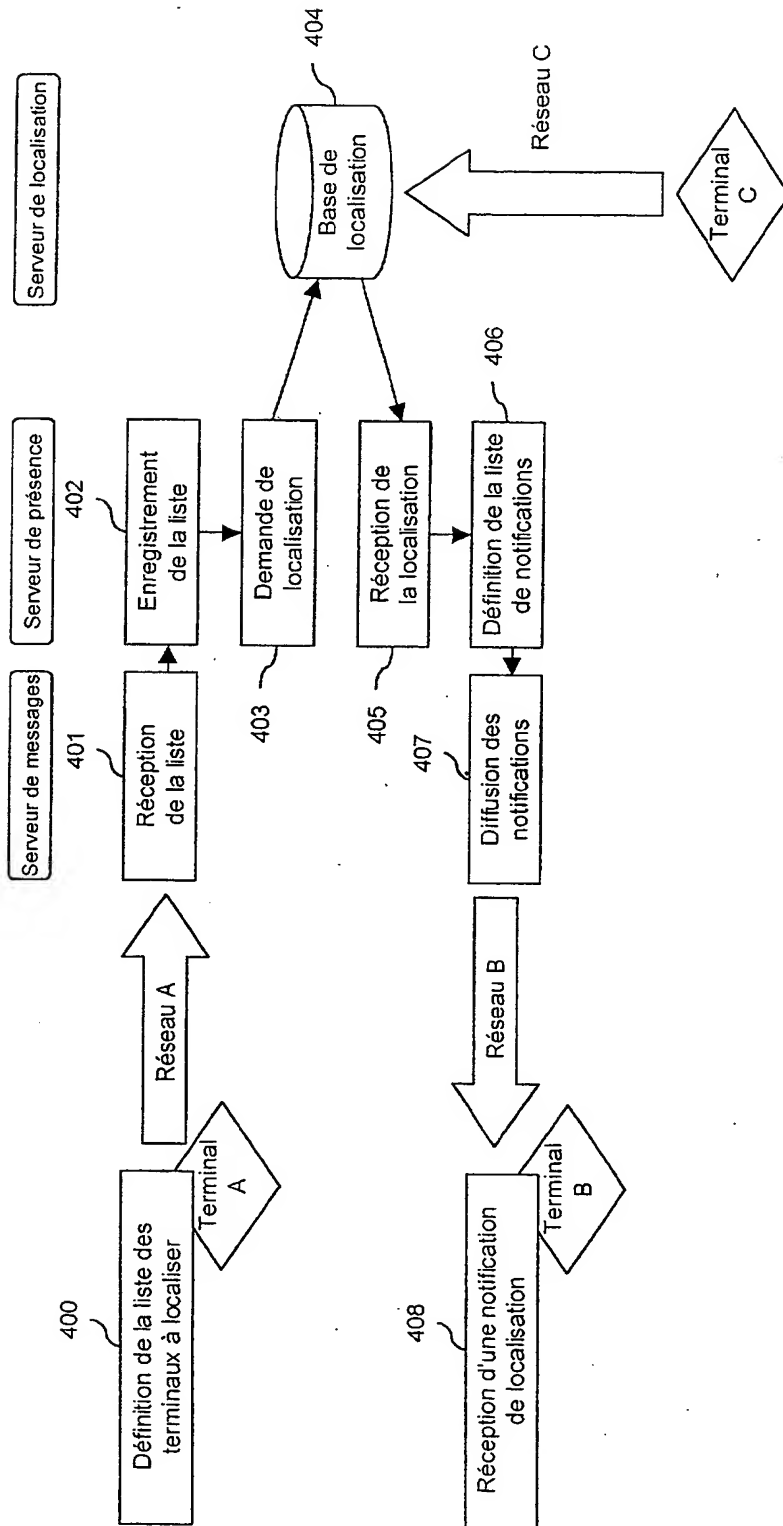 Serveur de messages
Serveur de présence
Serveur de localisation
400
Définition de la liste des
terminaux à localiser
Terminal
A
Réseau A
401
Réception
de la liste
402
Enregistrement
de la liste
403
Demande de
localisation
404
Base de
localisation
Réseau C
Terminal
C
405
Réception de
la localisation
406
Définition de la liste
de notifications
407
Diffusion des
notifications
Réseau B
408
Réception d'une notification
de localisation
Terminal
B